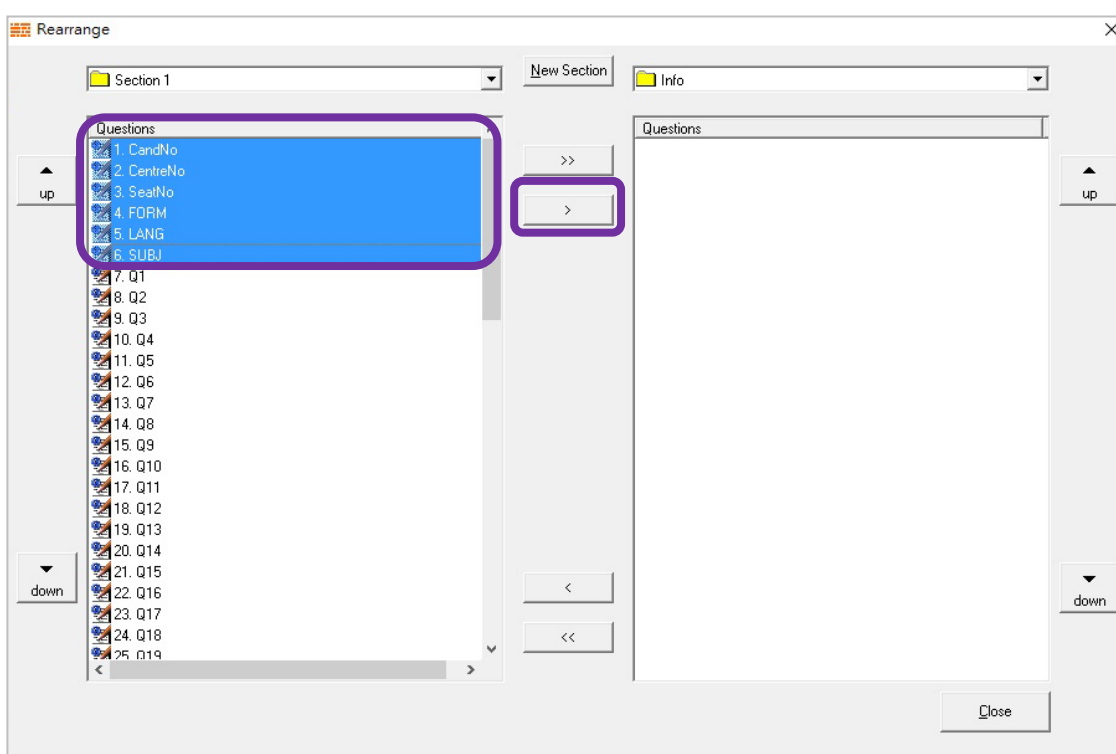 Rearrange
Section 1
New Section
Info
Questions
1. CandNo
2. CentreNo
3. SeatNo
4. FORM
5. LANG
6. SUBJ
7. Q1
8. Q2
9. Q3
10. Q4
11. Q5
12. Q6
13. Q7
14. Q8
15. Q9
16. Q10
17. Q11
18. Q12
19. Q13
20. Q14
21. Q15
22. Q16
23. Q17
24. Q18
25. Q19
up
down
>>
>
<
<<
Questions
up
down
Close